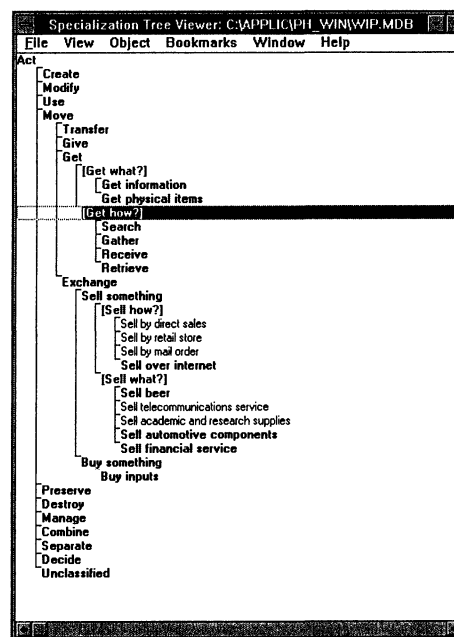 Specialization Tree Viewer: C:\APPLIC\PH_WIN\WIP.MDB
File View Object Bookmarks Window Help
Act
Create
Modify
Use
Move
Transfer
Give
Get
[Get what?]
Get information
Get physical items
[Get how?]
Search
Gather
Receive
Retrieve
Exchange
Sell something
[Sell how?]
Sell by direct sales
Sell by retail store
Sell by mail order
Sell over internet
[Sell what?]
Sell beer
Sell telecommunications service
Sell academic and research supplies
Sell automotive components
Sell financial service
Buy something
Buy inputs
Preserve
Destroy
Manage
Combine
Separate
Decide
Unclassified